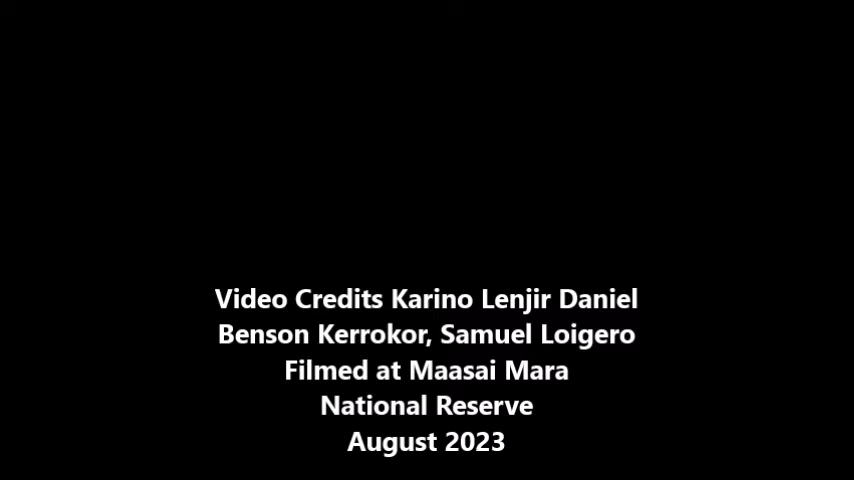 Video Credits Karino Lenjir Daniel
Benson Kerrokor, Samuel Loigero
Filmed at Maasai Mara
National Reserve
August 2023